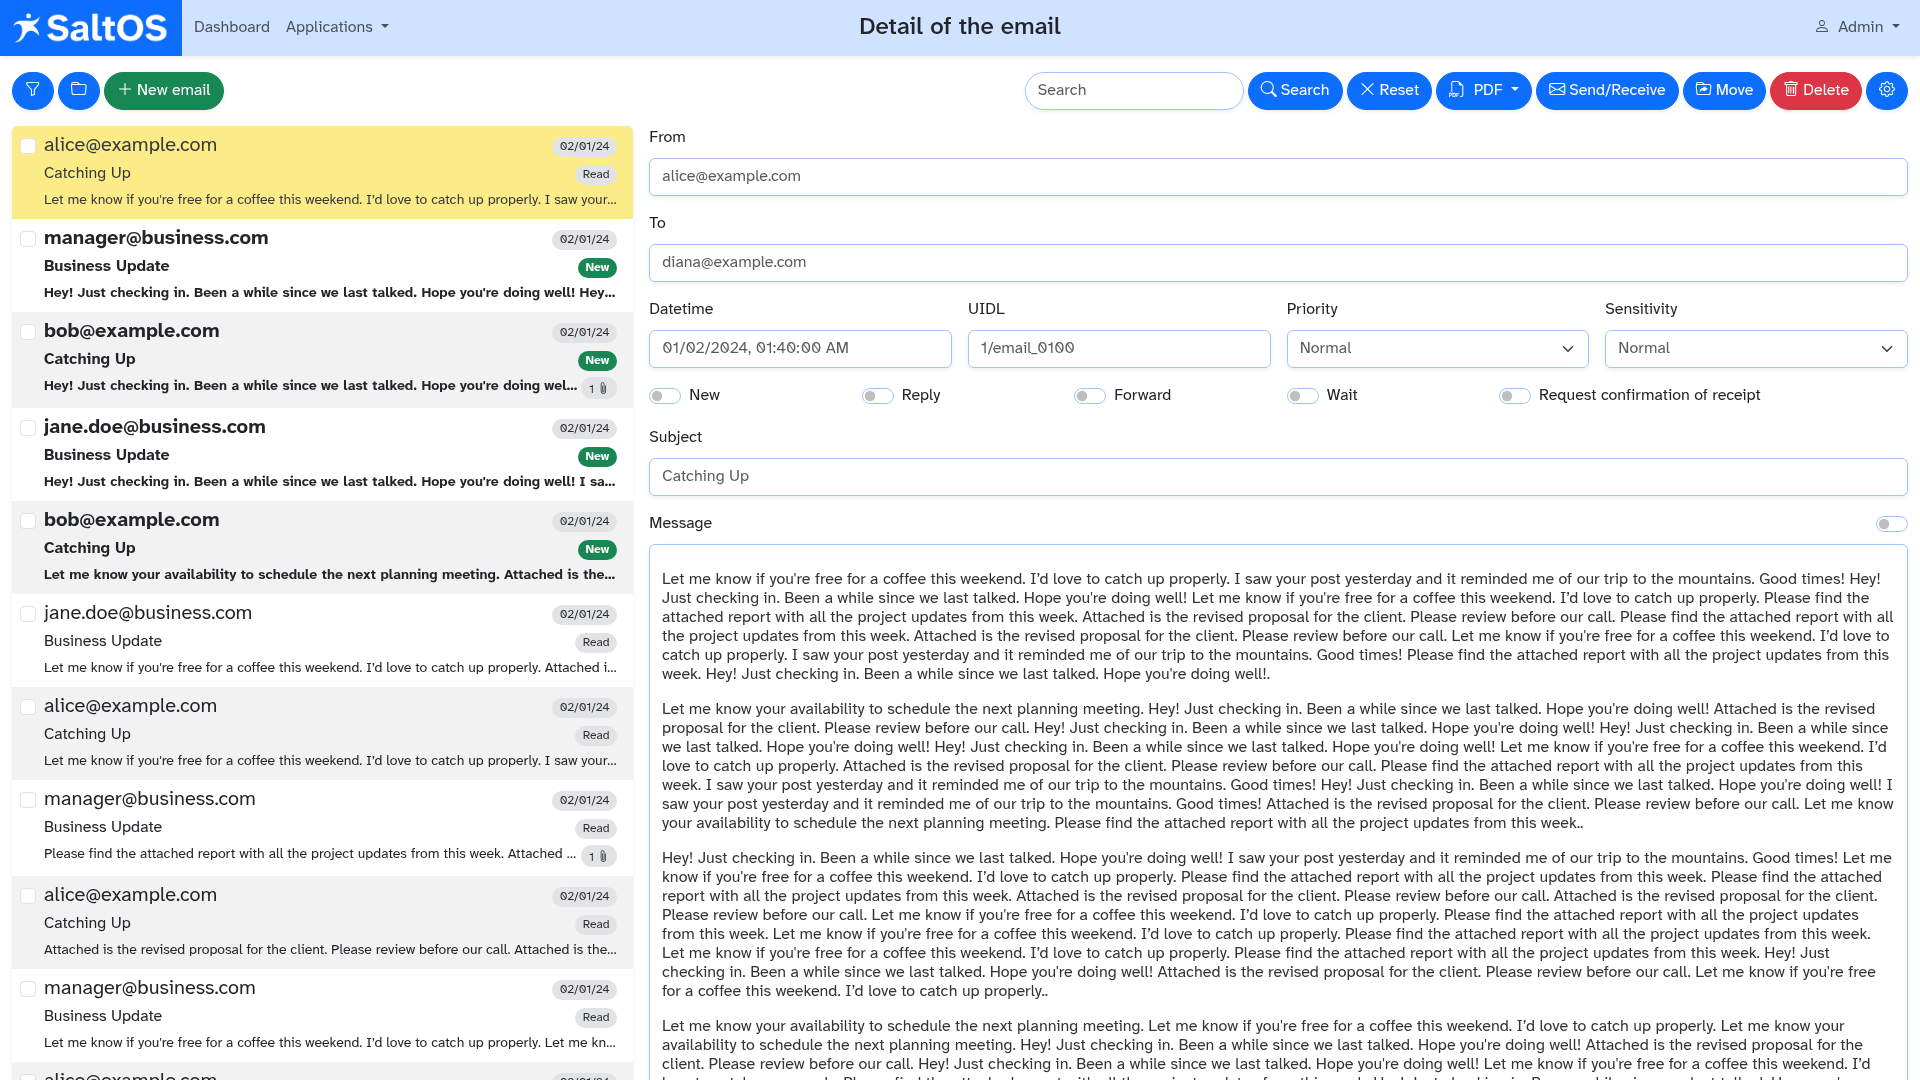 SaltOS
Dashboard
Applications
Detail of the email
Admin
New email
Search
Search
Reset
PDF
Send/Receive
Move
Delete
alice@example.com
02/01/24
Catching Up
Read
Let me know if you're free for a coffee this weekend. I'd love to catch up properly. I saw your...
manager@business.com
02/01/24
Business Update
New
Hey! Just checking in. Been a while since we last talked. Hope you're doing well! Hey...
bob@example.com
02/01/24
Catching Up
New
Hey! Just checking in. Been a while since we last talked. Hope you're doing wel...
1
jane.doe@business.com
02/01/24
Business Update
New
Hey! Just checking in. Been a while since we last talked. Hope you're doing well! I sa...
bob@example.com
02/01/24
Catching Up
New
Let me know your availability to schedule the next planning meeting. Attached is the...
jane.doe@business.com
02/01/24
Business Update
Read
Let me know if you're free for a coffee this weekend. I'd love to catch up properly. Attached i...
alice@example.com
02/01/24
Catching Up
Read
Let me know if you're free for a coffee this weekend. I'd love to catch up properly. I saw your...
manager@business.com
02/01/24
Business Update
Read
Please find the attached report with all the project updates from this week. Attached ...
1
alice@example.com
02/01/24
Catching Up
Read
Attached is the revised proposal for the client. Please review before our call. Attached is the...
manager@business.com
02/01/24
Business Update
Read
Let me know if you're free for a coffee this weekend. I'd love to catch up properly. Let me kn...
alice@example.com
02/01/24
From
alice@example.com
To
diana@example.com
Datetime
UIDL
Priority
Sensitivity
01/02/2024, 01:40:00 AM
1/email_0100
Normal
Normal
New
Reply
Forward
Wait
Request confirmation of receipt
Subject
Catching Up
Message
Let me know if you're free for a coffee this weekend. I'd love to catch up properly. I saw your post yesterday and it reminded me of our trip to the mountains. Good times! Hey!
Just checking in. Been a while since we last talked. Hope you're doing well! Let me know if you're free for a coffee this weekend. I'd love to catch up properly. Please find the
attached report with all the project updates from this week. Attached is the revised proposal for the client. Please review before our call. Please find the attached report with all
the project updates from this week. Attached is the revised proposal for the client. Please review before our call. Let me know if you're free for a coffee this weekend. I'd love to
catch up properly. I saw your post yesterday and it reminded me of our trip to the mountains. Good times! Please find the attached report with all the project updates from this
week. Hey! Just checking in. Been a while since we last talked. Hope you're doing well!.
Let me know your availability to schedule the next planning meeting. Hey! Just checking in. Been a while since we last talked. Hope you're doing well! Attached is the revised
proposal for the client. Please review before our call. Hey! Just checking in. Been a while since we last talked. Hope you're doing well! Hey! Just checking in. Been a while since
we last talked. Hope you're doing well! Hey! Just checking in. Been a while since we last talked. Hope you're doing well! Let me know if you're free for a coffee this weekend. I'd
love to catch up properly. Attached is the revised proposal for the client. Please review before our call. Please find the attached report with all the project updates from this
week. I saw your post yesterday and it reminded me of our trip to the mountains. Good times! Hey! Just checking in. Been a while since we last talked. Hope you're doing well! I
saw your post yesterday and it reminded me of our trip to the mountains. Good times! Attached is the revised proposal for the client. Please review before our call. Let me know
your availability to schedule the next planning meeting. Please find the attached report with all the project updates from this week..
Hey! Just checking in. Been a while since we last talked. Hope you're doing well! I saw your post yesterday and it reminded me of our trip to the mountains. Good times! Let me
know if you're free for a coffee this weekend. I'd love to catch up properly. Please find the attached report with all the project updates from this week. Please find the attached
report with all the project updates from this week. Attached is the revised proposal for the client. Please review before our call. Attached is the revised proposal for the client.
Please review before our call. Let me know if you're free for a coffee this weekend. I'd love to catch up properly. Please find the attached report with all the project updates
from this week. Let me know if you're free for a coffee this weekend. I'd love to catch up properly. Please find the attached report with all the project updates from this week.
Let me know if you're free for a coffee this weekend. I'd love to catch up properly. Please find the attached report with all the project updates from this week. Hey! Just
checking in. Been a while since we last talked. Hope you're doing well! Attached is the revised proposal for the client. Please review before our call. Let me know if you're free
for a coffee this weekend. I'd love to catch up properly..
Let me know your availability to schedule the next planning meeting. Let me know if you're free for a coffee this weekend. I'd love to catch up properly. Let me know your
availability to schedule the next planning meeting. Hey! Just checking in. Been a while since we last talked. Hope you're doing well! Attached is the revised proposal for the
client. Please review before our call. Hey! Just checking in. Been a while since we last talked. Hope you're doing well! Let me know if you're free for a coffee this weekend. I'd